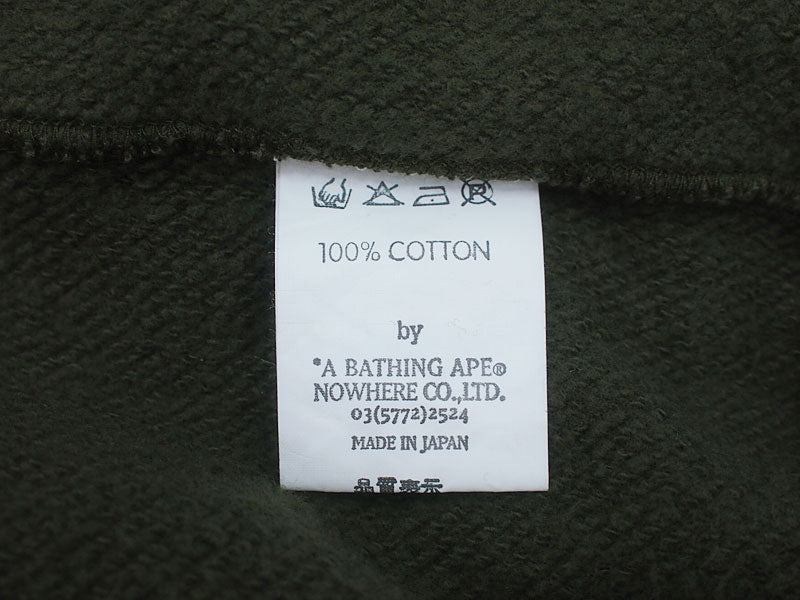 100% COTTON
by
*A BATHING APE®
NOWHERE CO.,LTD.
03(5772)2524
MADE IN JAPAN
品質表示